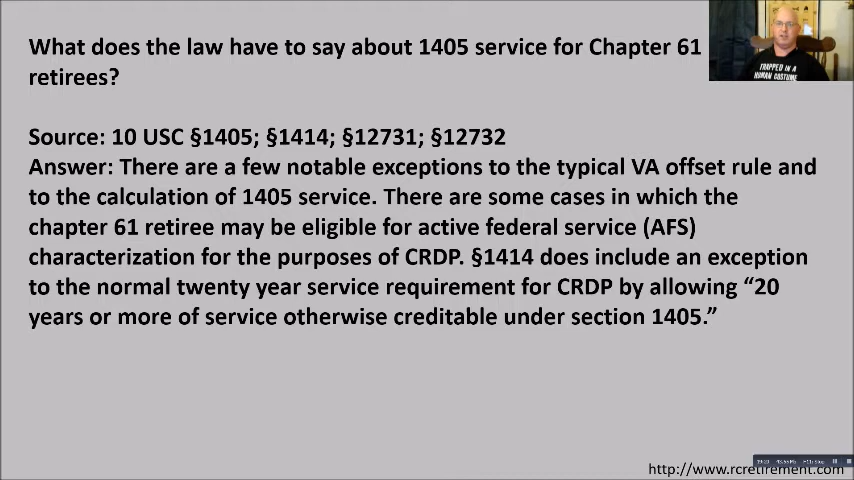 What does the law have to say about 1405 service for Chapter 61
retirees?
Source: 10 USC §1405; §1414; §12731; §12732
Answer: There are a few notable exceptions to the typical VA offset rule and
to the calculation of 1405 service. There are some cases in which the
chapter 61 retiree may be eligible for active federal service (AFS)
characterization for the purposes of CRDP. §1414 does include an exception
to the normal twenty year service requirement for CRDP by allowing “20
years or more of service otherwise creditable under section 1405.”
TRAPPED IN A
HUMAN COSTUME
http://www.rcretirement.com